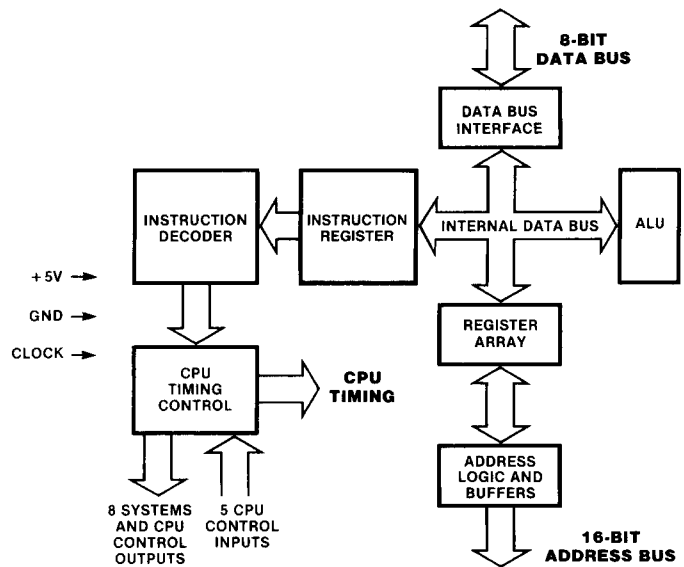 8-BIT
DATA BUS
DATA BUS
INTERFACE
INSTRUCTION
DECODER
INSTRUCTION
REGISTER
INTERNAL DATA BUS
ALU
+5V
GND
CLOCK
REGISTER
ARRAY
CPU
TIMING
CONTROL
CPU
TIMING
ADDRESS
LOGIC AND
BUFFERS
8 SYSTEMS
AND CPU
CONTROL
OUTPUTS
5 CPU
CONTROL
INPUTS
16-BIT
ADDRESS BUS